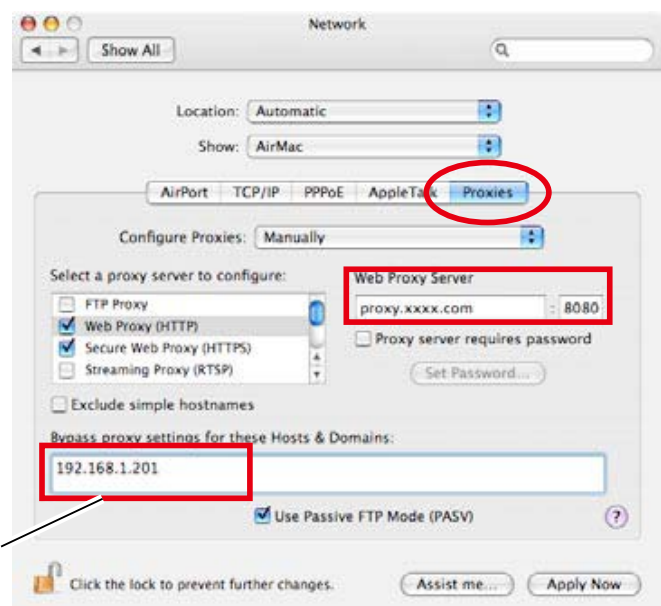 Network
Show All
Location: Automatic
Show: AirMac
AirPort TCP/IP PPPoE AppleTalk Proxies
Configure Proxies: Manually
Select a proxy server to configure:
Web Proxy Server
FTP Proxy
proxy.xxxx.com : 8080
Web Proxy (HTTP)
Proxy server requires password
Secure Web Proxy (HTTPS)
Streaming Proxy (RTSP)
Set Password...
Exclude simple hostnames
Bypass proxy settings for these Hosts & Domains:
192.168.1.201
Use Passive FTP Mode (PASV) ?
Click the lock to prevent further changes. Assist me... Apply Now